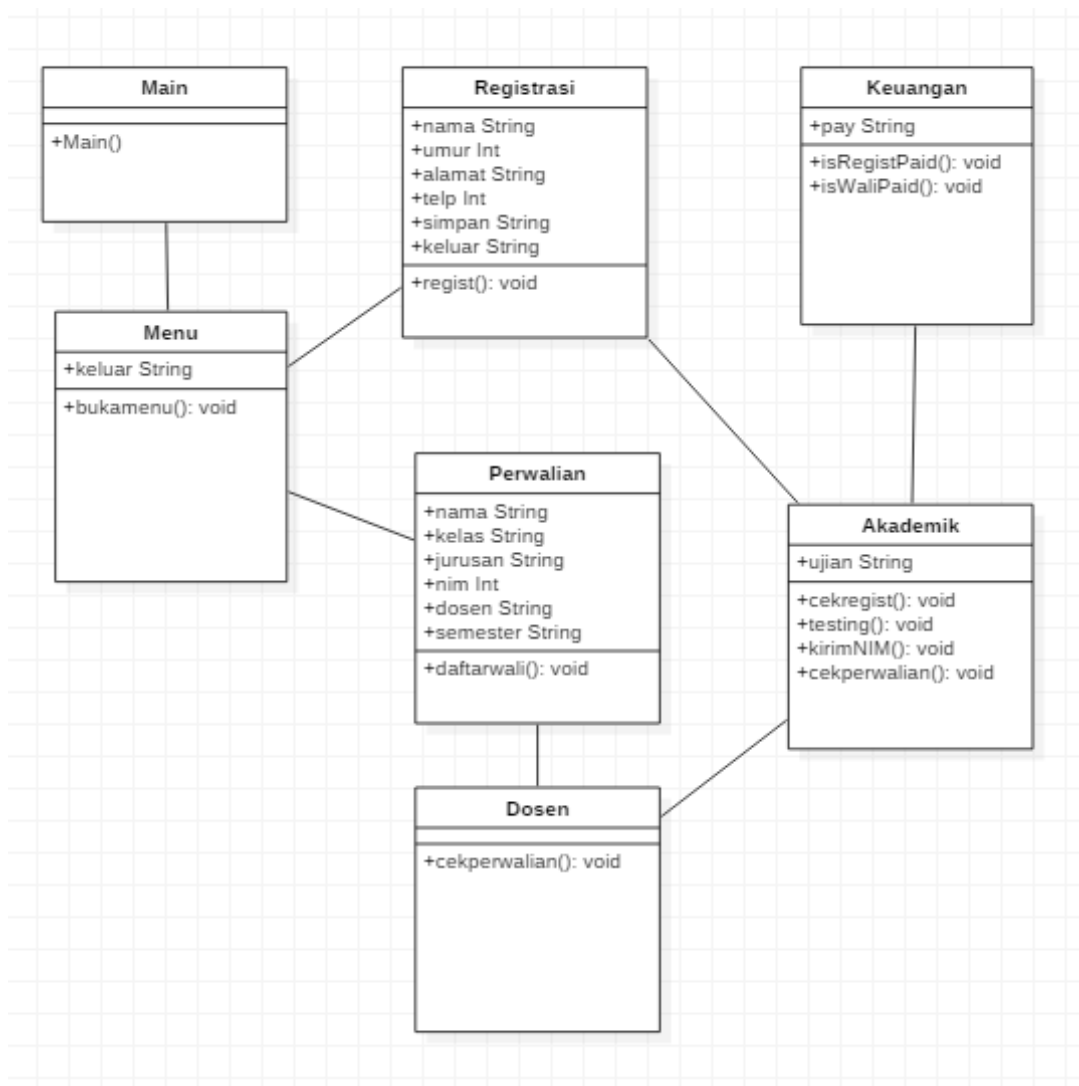 Main
+Main()
Registrasi
+nama String
+umur Int
+alamat String
+telp Int
+simpan String
+keluar String
+regist(): void
Keuangan
+pay String
+isRegistPaid(): void
+isWaliPaid(): void
Menu
+keluar String
+bukamenu(): void
Perwalian
+nama String
+kelas String
+jurusan String
+nim Int
+dosen String
+semester String
+daftarwali(): void
Akademik
+ujian String
+cekregist(): void
+testing(): void
+kirimNIM(): void
+cekperwalian(): void
Dosen
+cekperwalian(): void